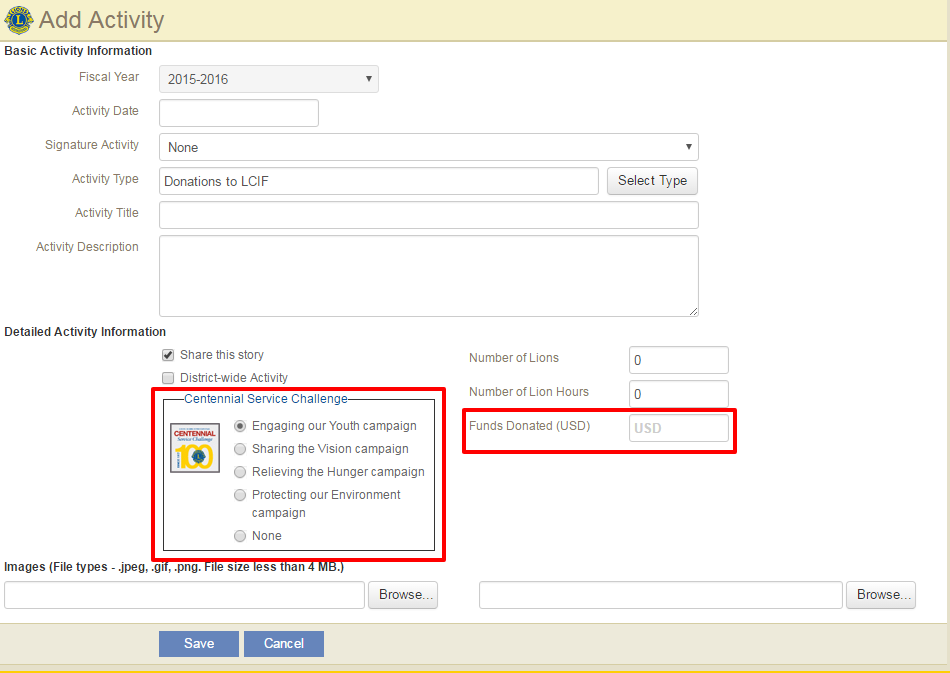 Add Activity
Basic Activity Information
Fiscal Year
2015-2016
Activity Date
Signature Activity
None
Activity Type
Donations to LCIF
Select Type
Activity Title
Activity Description
Detailed Activity Information
Share this story
District-wide Activity
Number of Lions
0
Number of Lion Hours
0
Funds Donated (USD)
USD
Centennial Service Challenge
CENTENNIAL
Service Challenge
100
Engaging our Youth campaign
Sharing the Vision campaign
Relieving the Hunger campaign
Protecting our Environment
campaign
None
Images (File types - .jpeg, .gif, .png. File size less than 4 MB.)
Browse...
Browse...
Save
Cancel